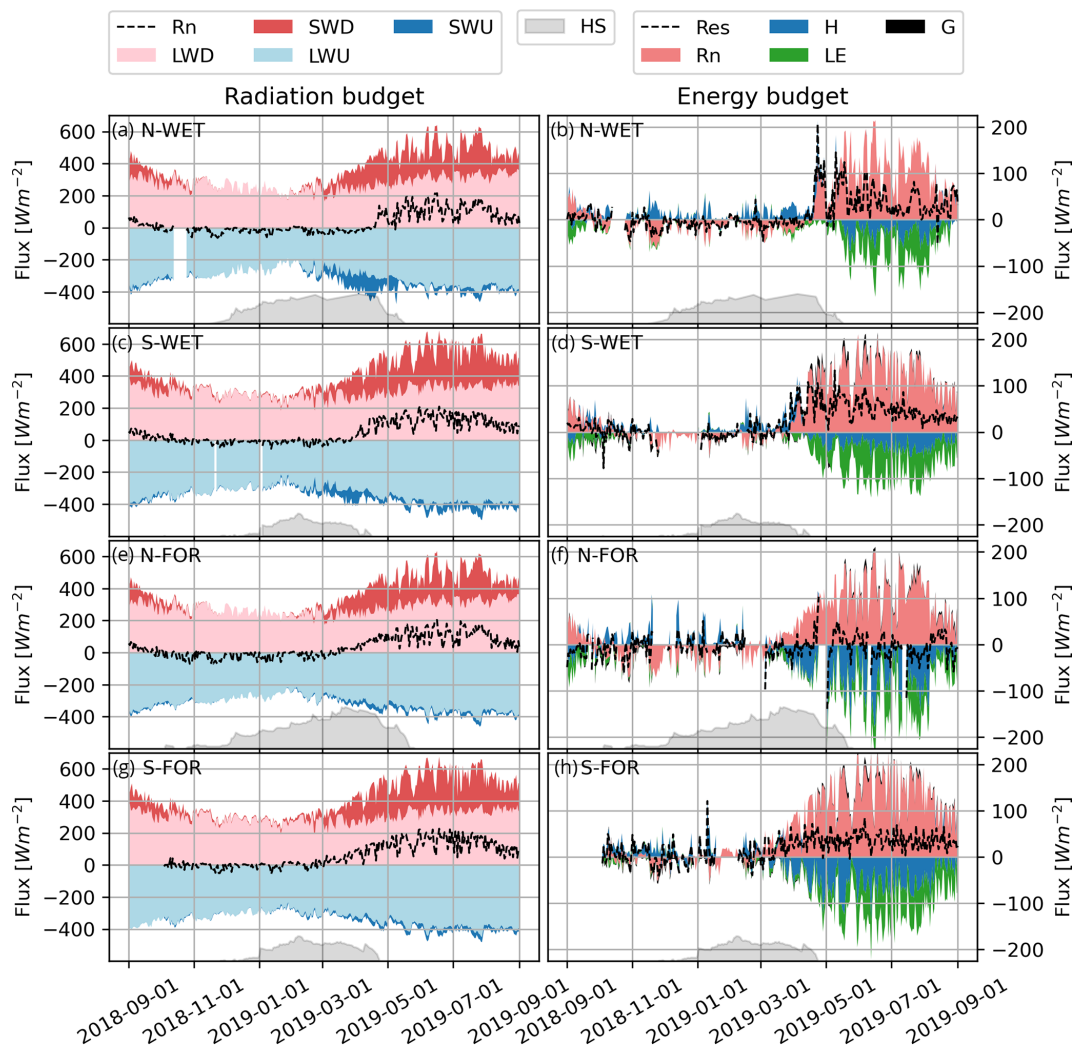 Rn SWD SWU
LWD LWU
HS
Res H G
Rn LE
Radiation budget
Energy budget
(a) N-WET
600
400
200
0
−200
−400
Flux [Wm⁻²]
(b) N-WET
200
100
0
−100
−200
Flux [Wm⁻²]
(c) S-WET
600
400
200
0
−200
−400
Flux [Wm⁻²]
(d) S-WET
200
100
0
−100
−200
Flux [Wm⁻²]
(e) N-FOR
600
400
200
0
−200
−400
Flux [Wm⁻²]
(f) N-FOR
200
100
0
−100
−200
Flux [Wm⁻²]
(g) S-FOR
600
400
200
0
−200
−400
Flux [Wm⁻²]
(h) S-FOR
200
100
0
−100
−200
Flux [Wm⁻²]
2018-09-01 2018-11-01 2019-01-01 2019-03-01 2019-05-01 2019-07-01 2019-09-01
2018-09-01 2018-11-01 2019-01-01 2019-03-01 2019-05-01 2019-07-01 2019-09-01